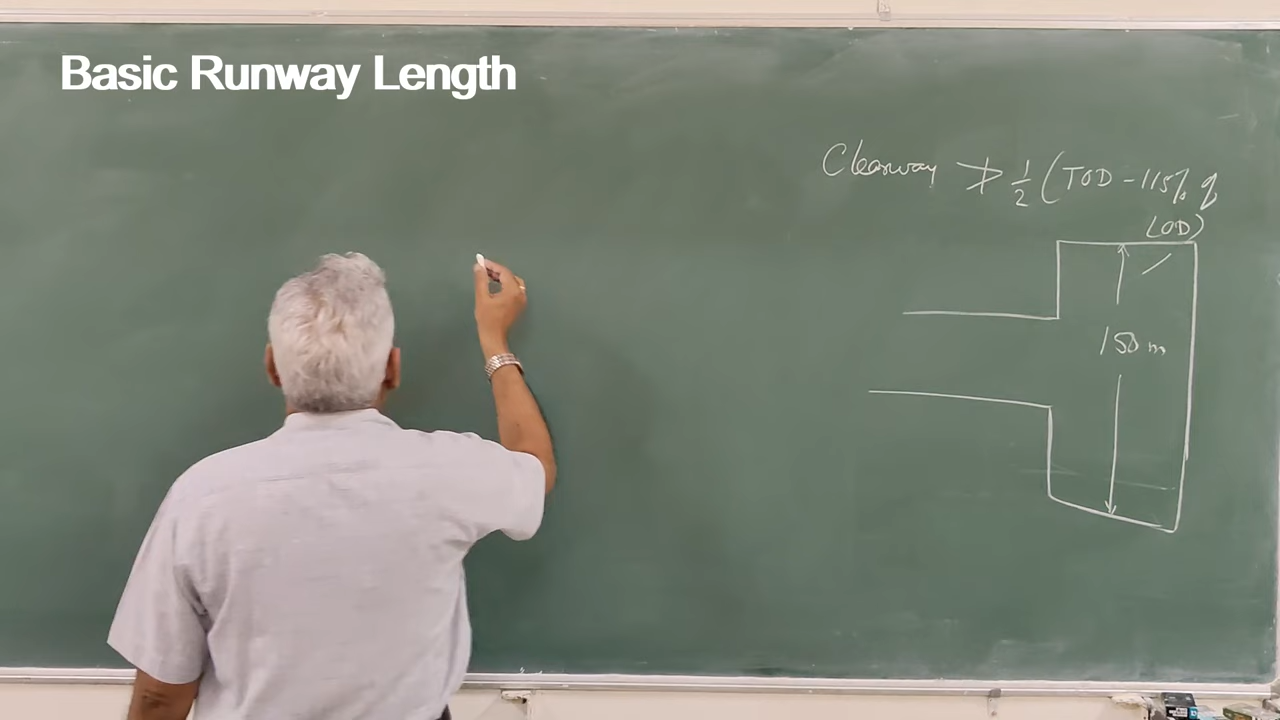 Basic Runway Length
Clearway ≯ 1/2 (TOD - 115% of
LOD)
150 m